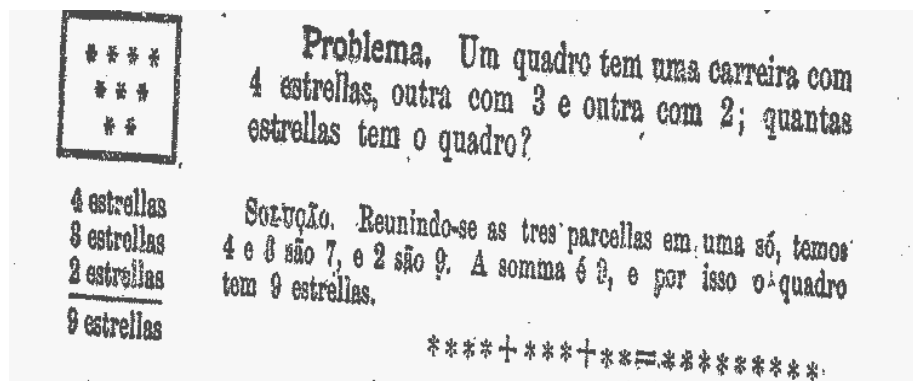 * * * *
* * *
* *
Problema. Um quadro tem uma carreira com
4 estrellas, outra com 3 e outra com 2; quantas
estrellas tem o quadro?
4 estrellas
3 estrellas
2 estrellas
9 estrellas
Solução. Reunindo-se as tres parcellas em uma só, temos
4 e 3 são 7, e 2 são 9. A somma é 9, e por isso o quadro
tem 9 estrellas.
****+***+**=*********